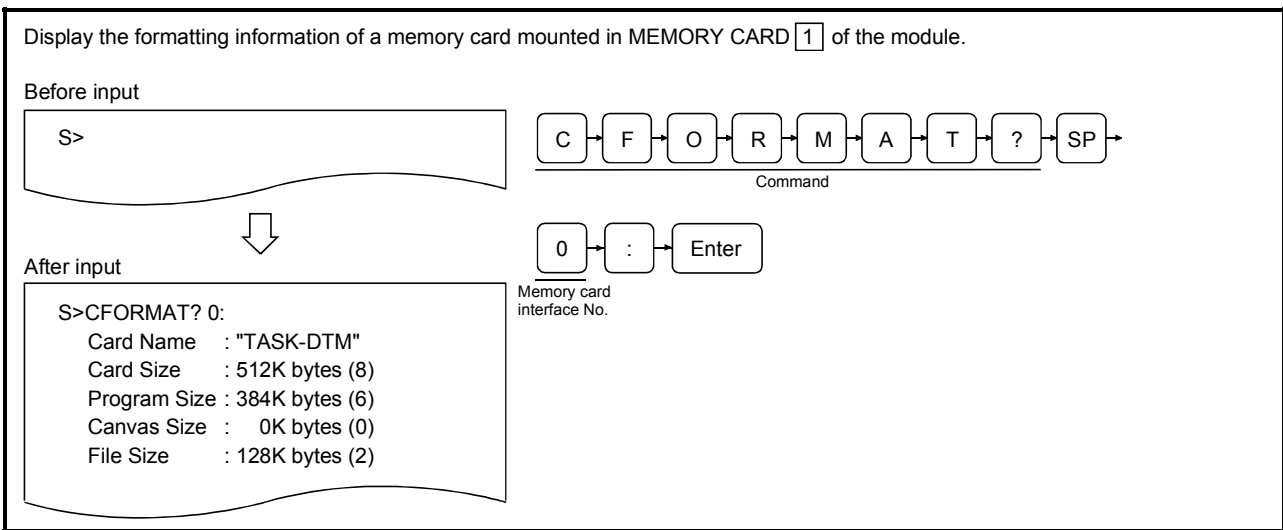 Display the formatting information of a memory card mounted in MEMORY CARD 1 of the module.
Before input
S>
C F O R M A T ? SP
Command
0 : Enter
Memory card
interface No.
After input
S>CFORMAT? 0:
Card Name : "TASK-DTM"
Card Size : 512K bytes (8)
Program Size : 384K bytes (6)
Canvas Size : 0K bytes (0)
File Size : 128K bytes (2)